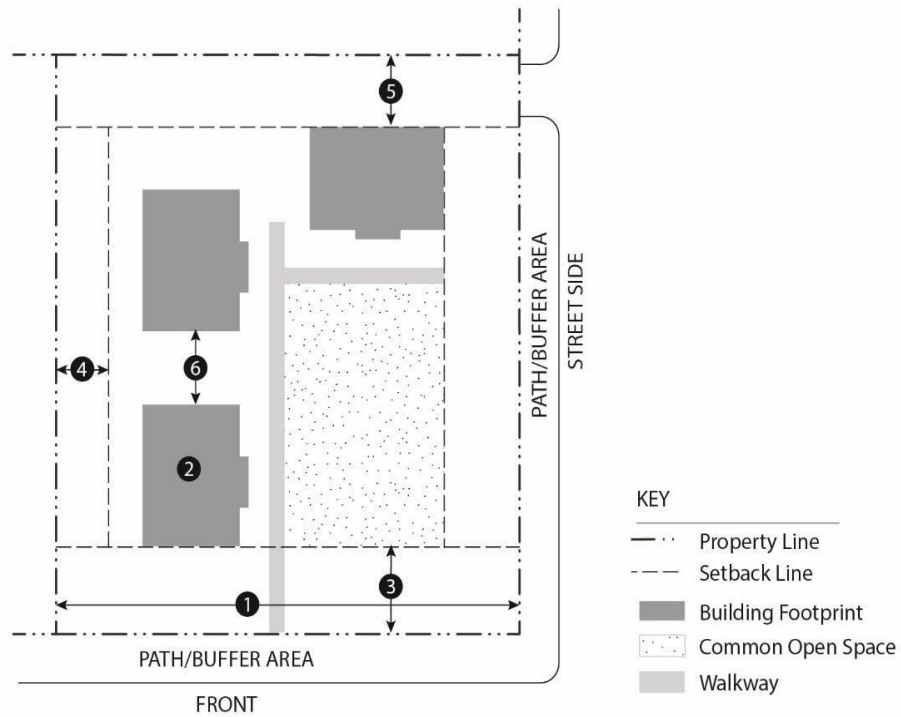 5
4
6
2
3
1
PATH/BUFFER AREA
STREET SIDE
PATH/BUFFER AREA
FRONT
KEY
Property Line
Setback Line
Building Footprint
Common Open Space
Walkway